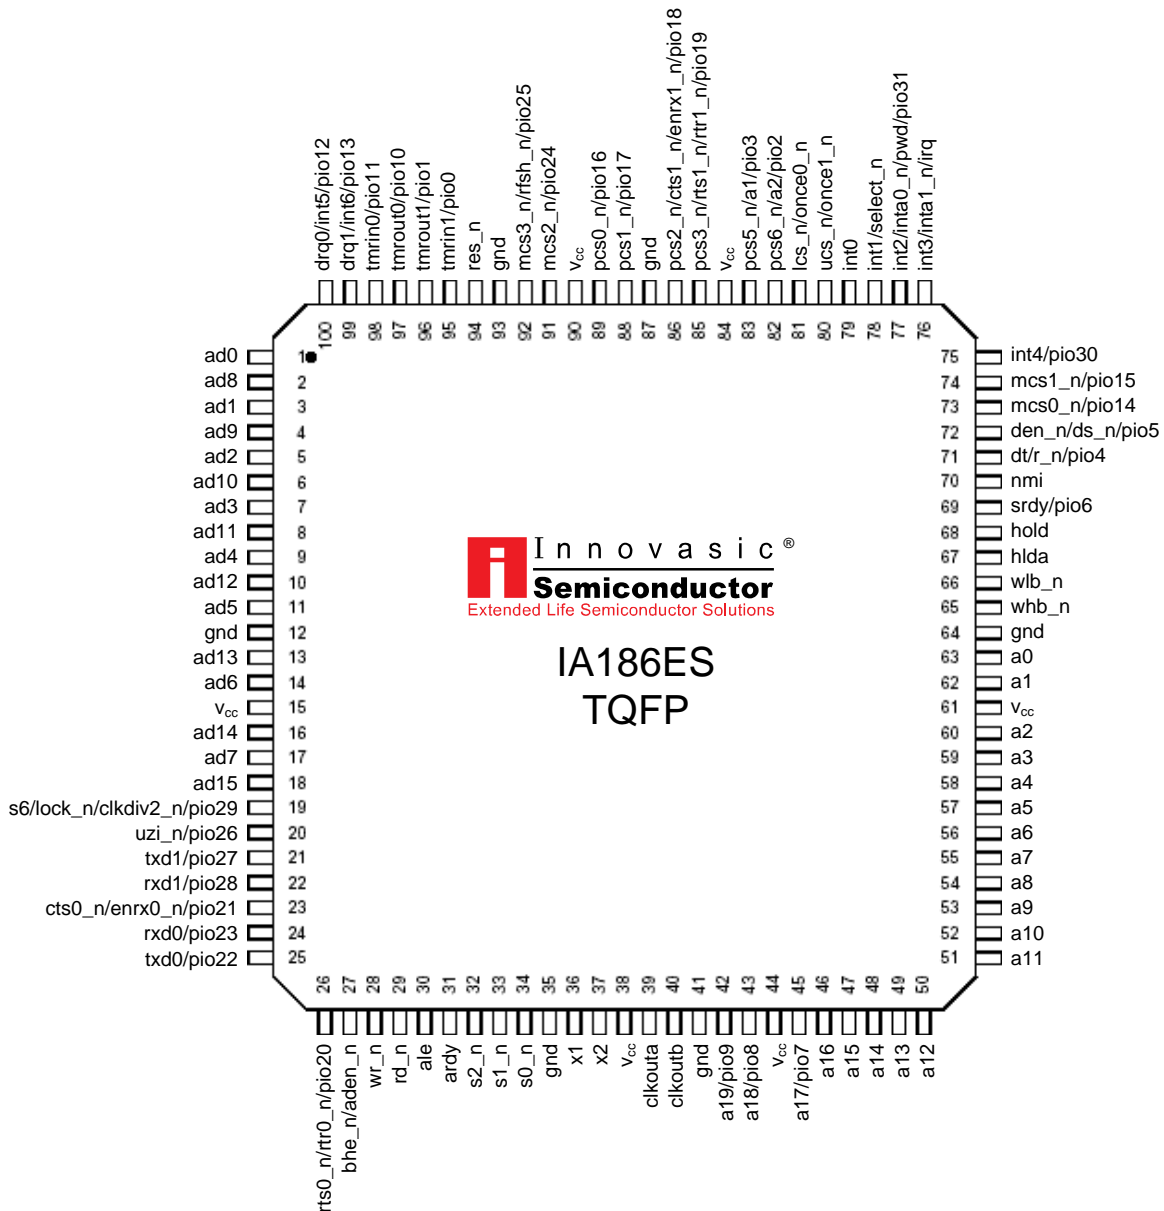 drq0/int5/pio12
drq1/int6/pio13
tmrin0/pio11
tmrout0/pio10
tmrout1/pio1
tmrin1/pio0
res_n
gnd
mcs3_n/rfsh_n/pio25
mcs2_n/pio24
vcc
pcs0_n/pio16
pcs1_n/pio17
gnd
pcs2_n/cts1_n/enrx1_n/pio18
pcs3_n/rts1_n/rtr1_n/pio19
vcc
pcs5_n/a1/pio3
pcs6_n/a2/pio2
lcs_n/once0_n
ucs_n/once1_n
int0
int1/select_n
int2/inta0_n/pwd/pio31
int3/inta1_n/irq
100 99 98 97 96 95 94 93 92 91 90 89 88 87 86 85 84 83 82 81 80 79 78 77 76
ad0 1 75 int4/pio30
ad8 2 74 mcs1_n/pio15
ad1 3 73 mcs0_n/pio14
ad9 4 72 den_n/ds_n/pio5
ad2 5 71 dt/r_n/pio4
ad10 6 70 nmi
ad3 7 69 srdy/pio6
ad11 8 68 hold
ad4 9 67 hlda
ad12 10 66 wlb_n
ad5 11 65 whb_n
gnd 12 64 gnd
ad13 13 63 a0
ad6 14 62 a1
vcc 15 61 vcc
ad14 16 60 a2
ad7 17 59 a3
ad15 18 58 a4
s6/lock_n/clkdiv2_n/pio29 19 57 a5
uzi_n/pio26 20 56 a6
txd1/pio27 21 55 a7
rxd1/pio28 22 54 a8
cts0_n/enrx0_n/pio21 23 53 a9
rxd0/pio23 24 52 a10
txd0/pio22 25 51 a11
i Innovasic ®
Semiconductor
Extended Life Semiconductor Solutions
IA186ES
TQFP
26 27 28 29 30 31 32 33 34 35 36 37 38 39 40 41 42 43 44 45 46 47 48 49 50
rts0_n/rtr0_n/pio20
bhe_n/aden_n
wr_n
rd_n
ale
ardy
s2_n
s1_n
s0_n
gnd
x1
x2
vcc
clkouta
clkoutb
gnd
a19/pio9
a18/pio8
vcc
a17/pio7
a16
a15
a14
a13
a12